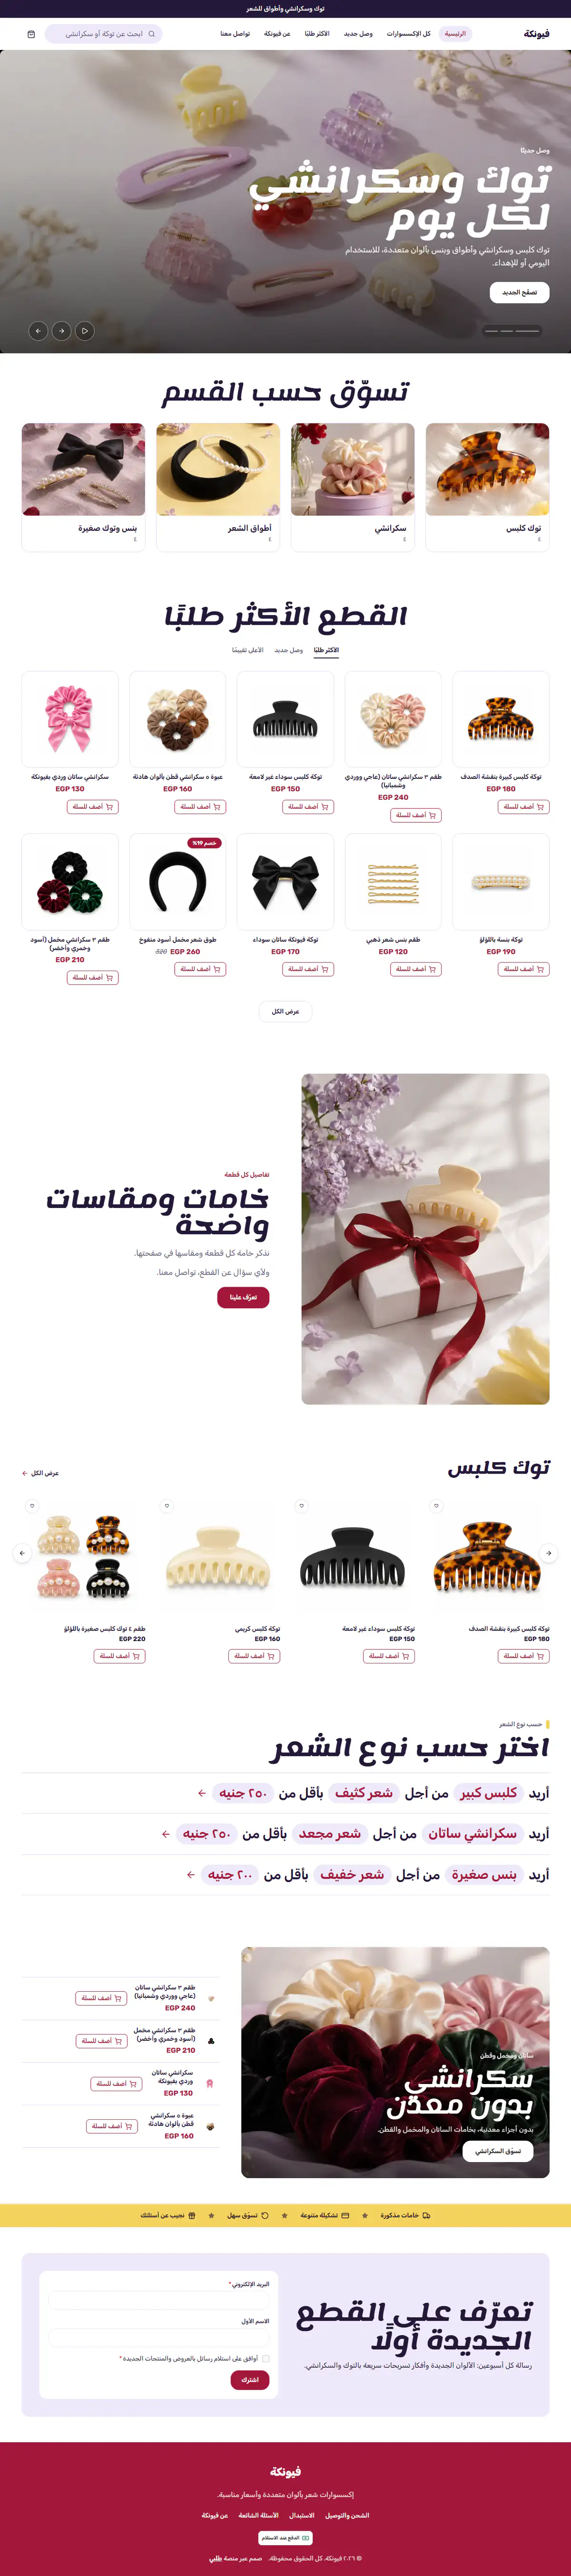 توك وسكرانشي وأطواق للشعر
فيونكة
الرئيسية
كل الإكسسوارات
وصل جديد
الأكثر طلبًا
عن فيونكة
تواصل معنا
ابحث عن توكة أو سكرانشي
وصل حديثًا
توك وسكرانشي
لكل يوم
توك كلبس وسكرانشي وأطواق وبنس بألوان متعددة، للاستخدام
اليومي أو للإهداء.
تصفّح الجديد
تسوّق حسب القسم
توك كلبس
٤
سكرانشي
٤
أطواق الشعر
٤
بنس وتوك صغيرة
٤
القطع الأكثر طلبًا
الأكثر طلبًا
وصل جديد
الأعلى تقييمًا
توكة كلبس كبيرة بنقشة الصدف
EGP 180
أضف للسلة
طقم ٣ سكرانشي ساتان (عاجي ووردي
وشمبانيا)
EGP 240
أضف للسلة
توكة كلبس سوداء غير لامعة
EGP 150
أضف للسلة
عبوة ٥ سكرانشي قطن بألوان هادئة
EGP 160
أضف للسلة
سكرانشي ساتان وردي بفيونكة
EGP 130
أضف للسلة
توكة بنسة باللؤلؤ
EGP 190
أضف للسلة
طقم بنس شعر ذهبي
EGP 120
أضف للسلة
توكة فيونكة ساتان سوداء
EGP 170
أضف للسلة
خصم 19%
طوق شعر مخمل أسود منفوخ
EGP 260 320
أضف للسلة
طقم ٣ سكرانشي مخمل (أسود
وخمري وأخضر)
EGP 210
أضف للسلة
عرض الكل
تفاصيل كل قطعة
خامات ومقاسات
واضحة
نذكر خامة كل قطعة ومقاسها في صفحتها.
ولأي سؤال عن القطع، تواصل معنا.
تعرّف علينا
توك كلبس
عرض الكل
توكة كلبس كبيرة بنقشة الصدف
EGP 180
أضف للسلة
توكة كلبس سوداء غير لامعة
EGP 150
أضف للسلة
توكة كلبس كريمي
EGP 160
أضف للسلة
طقم ٤ توك كلبس صغيرة باللؤلؤ
EGP 220
أضف للسلة
حسب نوع الشعر
اختر حسب نوع الشعر
أريد كلبس كبير من أجل شعر كثيف بأقل من ٢٥٠ جنيه
أريد سكرانشي ساتان من أجل شعر مجعد بأقل من ٢٥٠ جنيه
أريد بنس صغيرة من أجل شعر خفيف بأقل من ٢٠٠ جنيه
ساتان ومخمل وقطن
سكرانشي
بدون معدن
بدون أجزاء معدنية، بخامات الساتان والمخمل والقطن.
تسوّق السكرانشي
طقم ٣ سكرانشي ساتان
(عاجي ووردي وشمبانيا)
EGP 240
أضف للسلة
طقم ٣ سكرانشي مخمل
(أسود وخمري وأخضر)
EGP 210
أضف للسلة
سكرانشي ساتان
وردي بفيونكة
EGP 130
أضف للسلة
عبوة ٥ سكرانشي
قطن بألوان هادئة
EGP 160
أضف للسلة
خامات مذكورة
تشكيلة متنوعة
تسوّق سهل
نجيب عن أسئلتك
تعرّف على القطع
الجديدة أولًا
رسالة كل أسبوعين: الألوان الجديدة وأفكار تسريحات سريعة بالتوك والسكرانشي.
البريد الإلكتروني *
الاسم الأول
أوافق على استلام رسائل بالعروض والمنتجات الجديدة *
اشترك
فيونكة
إكسسوارات شعر بألوان متعددة وأسعار مناسبة.
الشحن والتوصيل
الاستبدال
الأسئلة الشائعة
عن فيونكة
الدفع عند الاستلام
© ٢٠٢٦ فيونكة. كل الحقوق محفوظة.
صمم عبر منصة طلبي